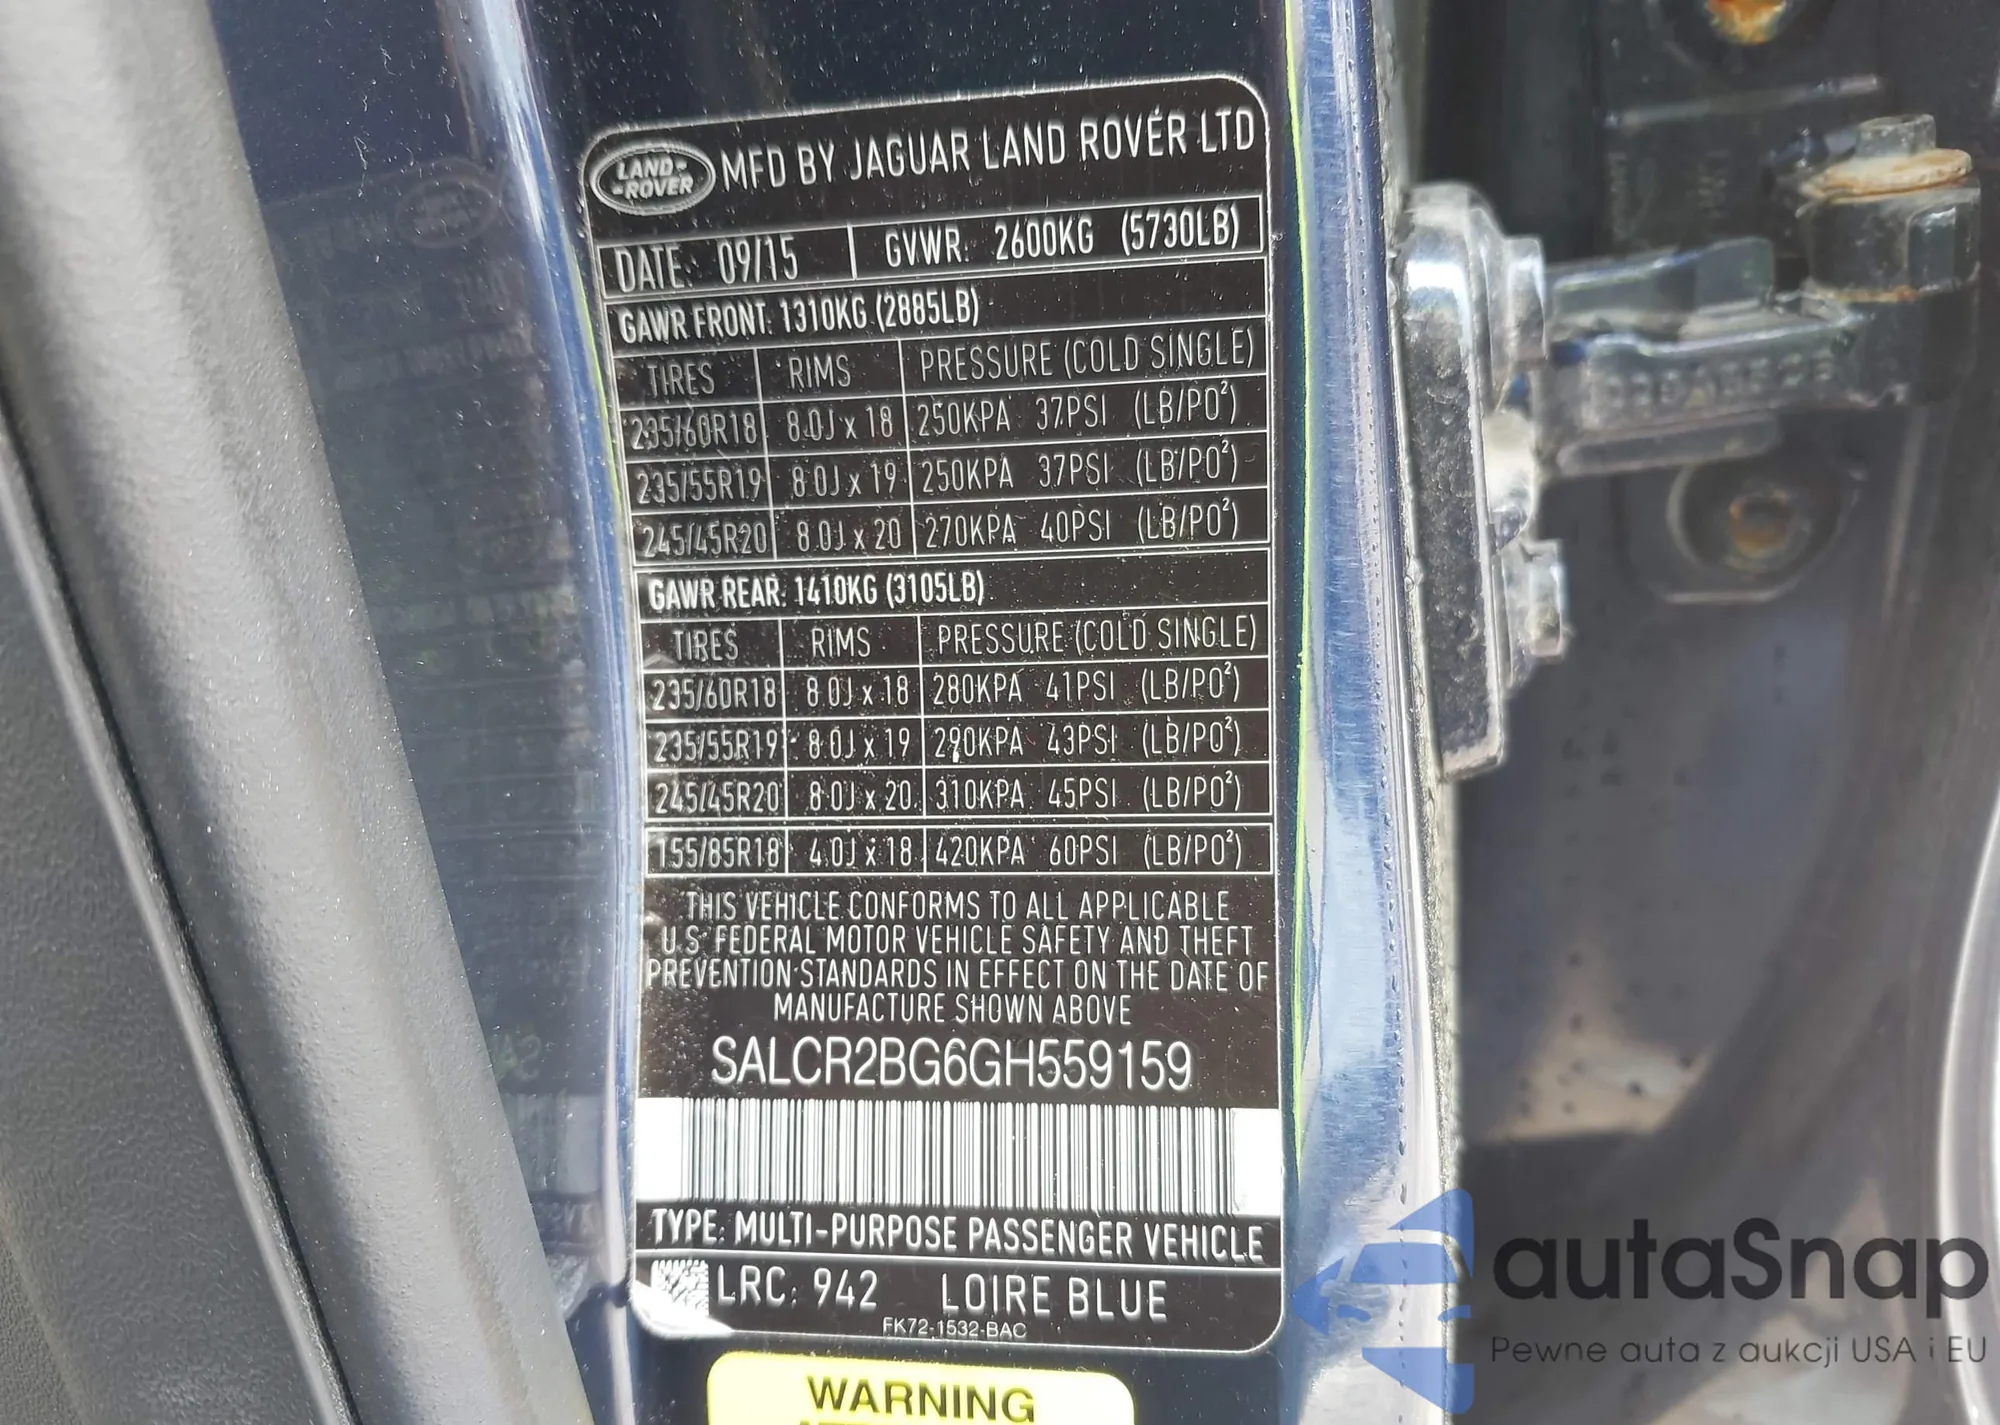 LAND-
-ROVER
MFD BY JAGUAR LAND ROVER LTD
DATE: 09/15 GVWR: 2600KG (5730LB)
GAWR FRONT: 1310KG (2885LB)
TIRES RIMS PRESSURE (COLD SINGLE)
235/60R18 8.0J x 18 250KPA 37PSI (LB/PO²)
235/55R19 8.0J x 19 250KPA 37PSI (LB/PO²)
245/45R20 8.0J x 20 270KPA 40PSI (LB/PO²)
GAWR REAR: 1410KG (3105LB)
TIRES RIMS PRESSURE (COLD SINGLE)
235/60R18 8.0J x 18 280KPA 41PSI (LB/PO²)
235/55R19 8.0J x 19 290KPA 43PSI (LB/PO²)
245/45R20 8.0J x 20 310KPA 45PSI (LB/PO²)
155/85R18 4.0J x 18 420KPA 60PSI (LB/PO²)
THIS VEHICLE CONFORMS TO ALL APPLICABLE
U.S. FEDERAL MOTOR VEHICLE SAFETY AND THEFT
PREVENTION STANDARDS IN EFFECT ON THE DATE OF
MANUFACTURE SHOWN ABOVE
SALCR2BG6GH559159
TYPE: MULTI-PURPOSE PASSENGER VEHICLE
LRC: 942 LOIRE BLUE
FK72-1532-BAC
WARNING
autaSnap
Pewne auta z aukcji USA i EU